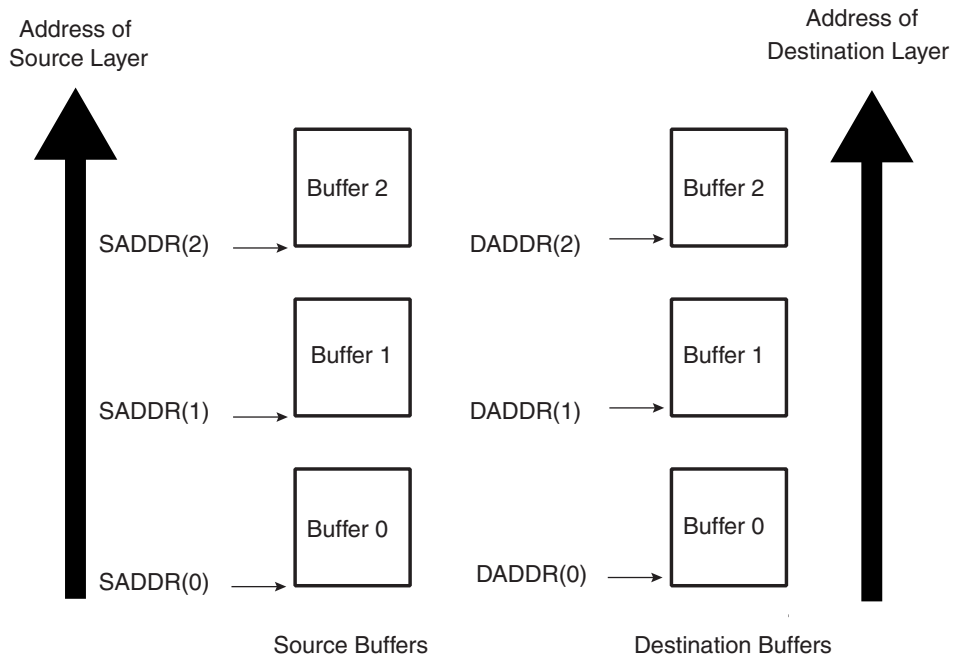 Address of
Source Layer
Address of
Destination Layer
Buffer 2
Buffer 2
SADDR(2)
DADDR(2)
Buffer 1
Buffer 1
SADDR(1)
DADDR(1)
Buffer 0
Buffer 0
SADDR(0)
DADDR(0)
Source Buffers
Destination Buffers